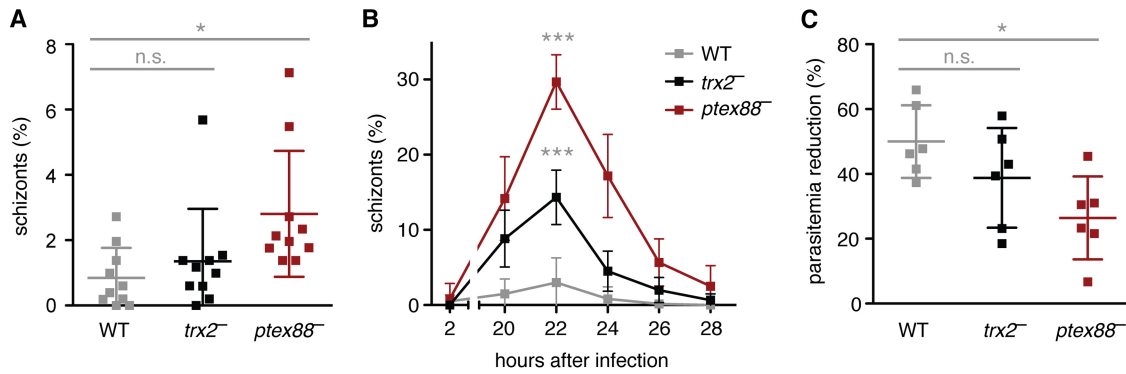 A
*
n.s.
8
6
4
2
0
schizonts (%)
WT trx2⁻ ptex88⁻
B
***
***
WT
trx2⁻
ptex88⁻
30
20
10
0
schizonts (%)
2 20 22 24 26 28
hours after infection
C
*
n.s.
80
60
40
20
0
parasitemia reduction (%)
WT trx2⁻ ptex88⁻